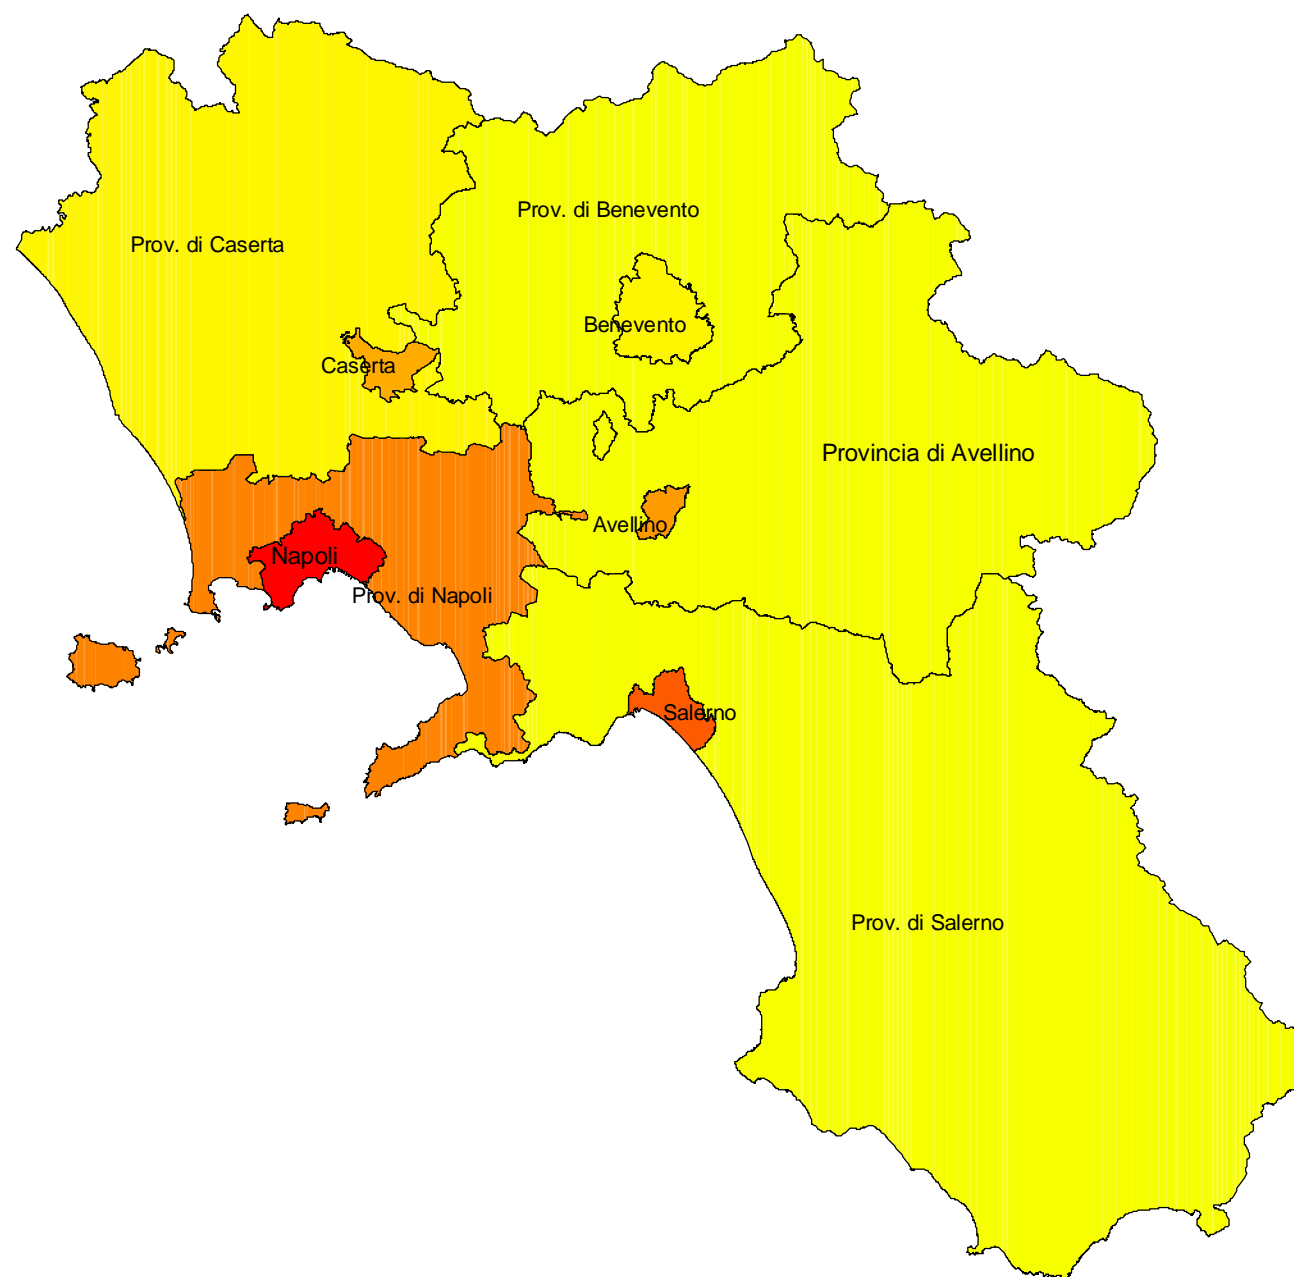 Prov. di Benevento
Prov. di Caserta
Benevento
Caserta
Provincia di Avellino
Avellino
Napoli
Prov. di Napoli
Salerno
Prov. di Salerno